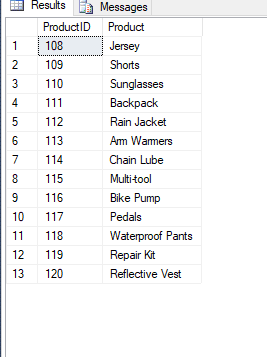 Results Messages
ProductID Product
1 108 Jersey
2 109 Shorts
3 110 Sunglasses
4 111 Backpack
5 112 Rain Jacket
6 113 Arm Warmers
7 114 Chain Lube
8 115 Multi-tool
9 116 Bike Pump
10 117 Pedals
11 118 Waterproof Pants
12 119 Repair Kit
13 120 Reflective Vest